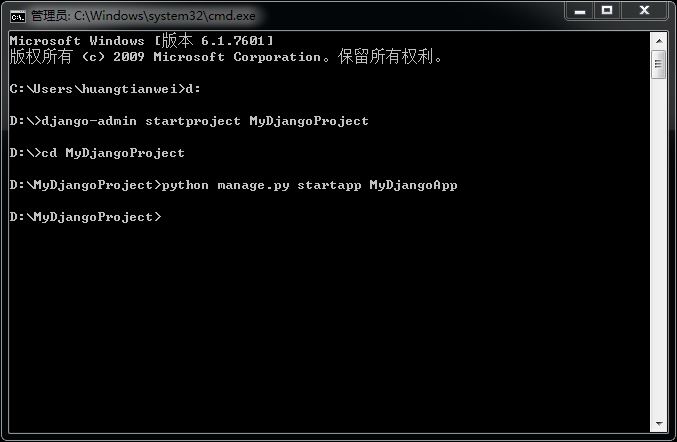 管理员: C:\Windows\system32\cmd.exe
Microsoft Windows [版本 6.1.7601]
版权所有 (c) 2009 Microsoft Corporation。保留所有权利。
C:\Users\huangtianwei>d:
D:\>django-admin startproject MyDjangoProject
D:\>cd MyDjangoProject
D:\MyDjangoProject>python manage.py startapp MyDjangoApp
D:\MyDjangoProject>